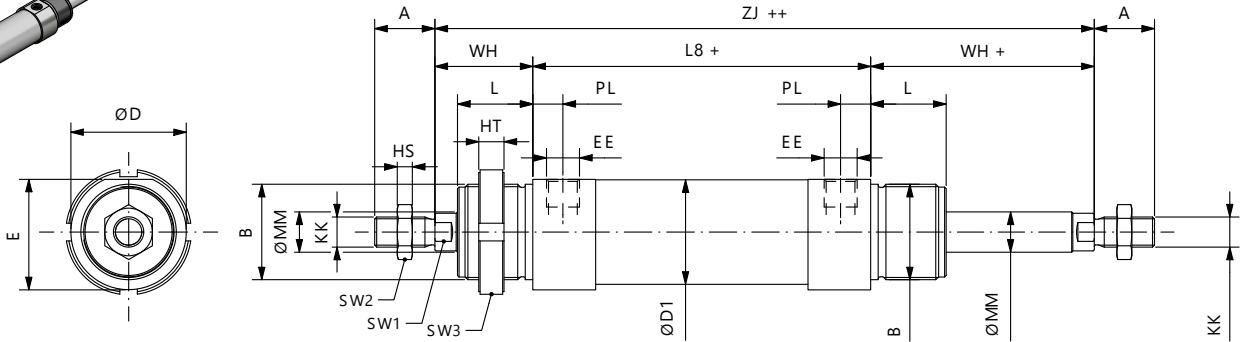 A
ZJ ++
A
WH
L8 +
WH +
L
PL
PL
L
ØD
HT
EE
EE
HS
E
B
ØMM
KK
SW2
SW1
SW3
ØD1
B
ØMM
KK